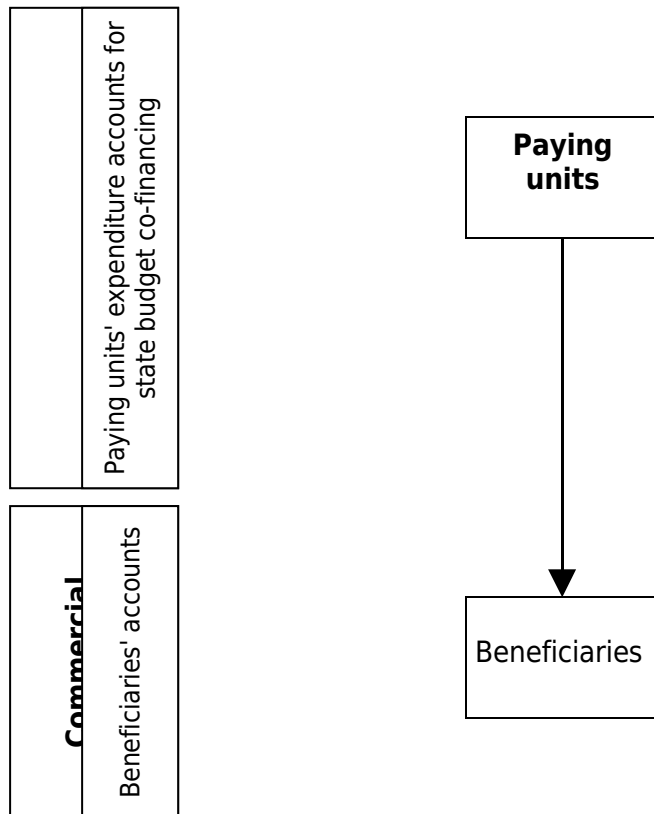 Paying units' expenditure accounts for
state budget co-financing
Paying
units
Commercial
Beneficiaries' accounts
Beneficiaries